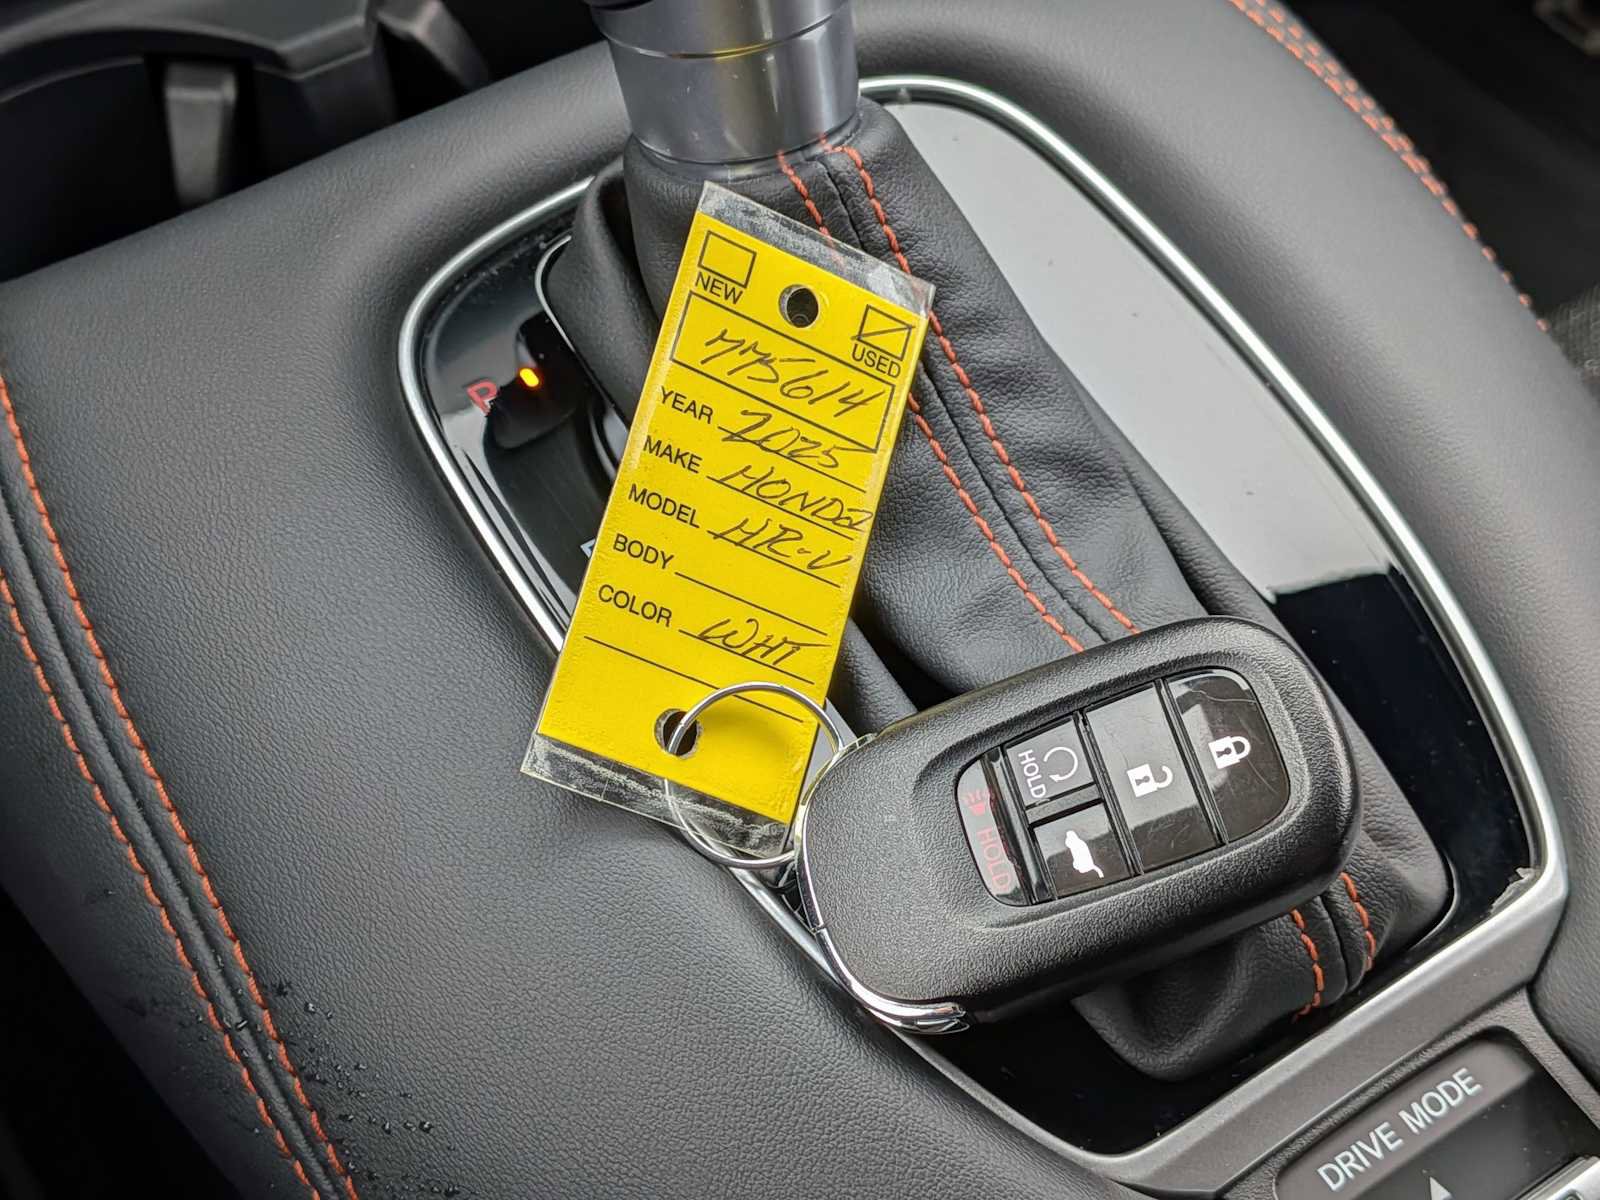 NEW
USED
775614
YEAR 2025
MAKE HONDA
MODEL HR-V
BODY
COLOR WHT
P
HOLD
HOLD
DRIVE MODE